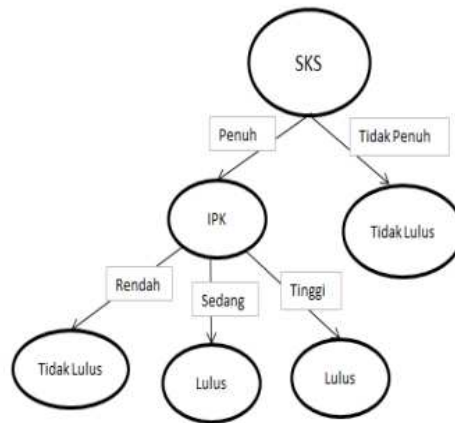 SKS
Penuh
Tidak Penuh
IPK
Tidak Lulus
Rendah
Sedang
Tinggi
Tidak Lulus
Lulus
Lulus